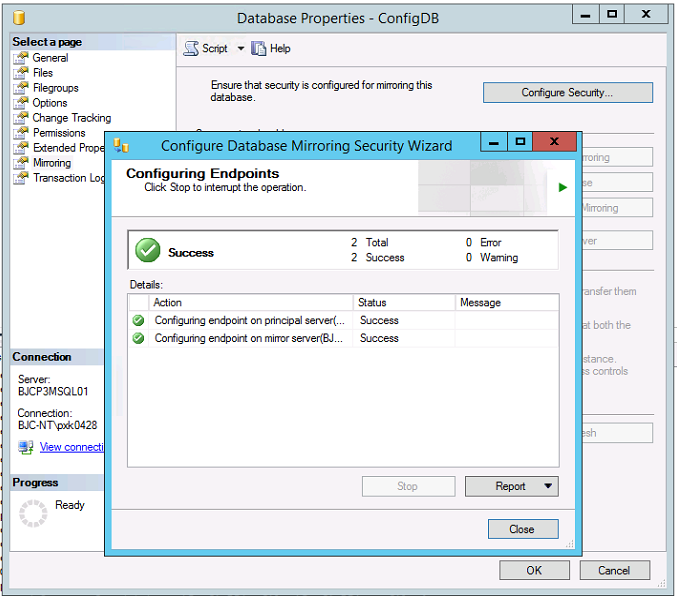 Database Properties - ConfigDB
Select a page
General
Files
Filegroups
Options
Change Tracking
Permissions
Extended Prope
Mirroring
Transaction Log
Script
Help
Ensure that security is configured for mirroring this
database.
Configure Security...
rroring
se
Mirroring
ver
ransfer them
at both the
stance.
ss controls
esh
Configure Database Mirroring Security Wizard
Configuring Endpoints
Click Stop to interrupt the operation.
Success
2 Total
0 Error
2 Success
0 Warning
Details:
Action Status Message
Configuring endpoint on principal server(... Success
Configuring endpoint on mirror server(BJ... Success
Stop
Report
Close
Connection
Server:
BJCP3MSQL01
Connection:
BJC-NT\pxk0428
View connecti
Progress
Ready
OK
Cancel